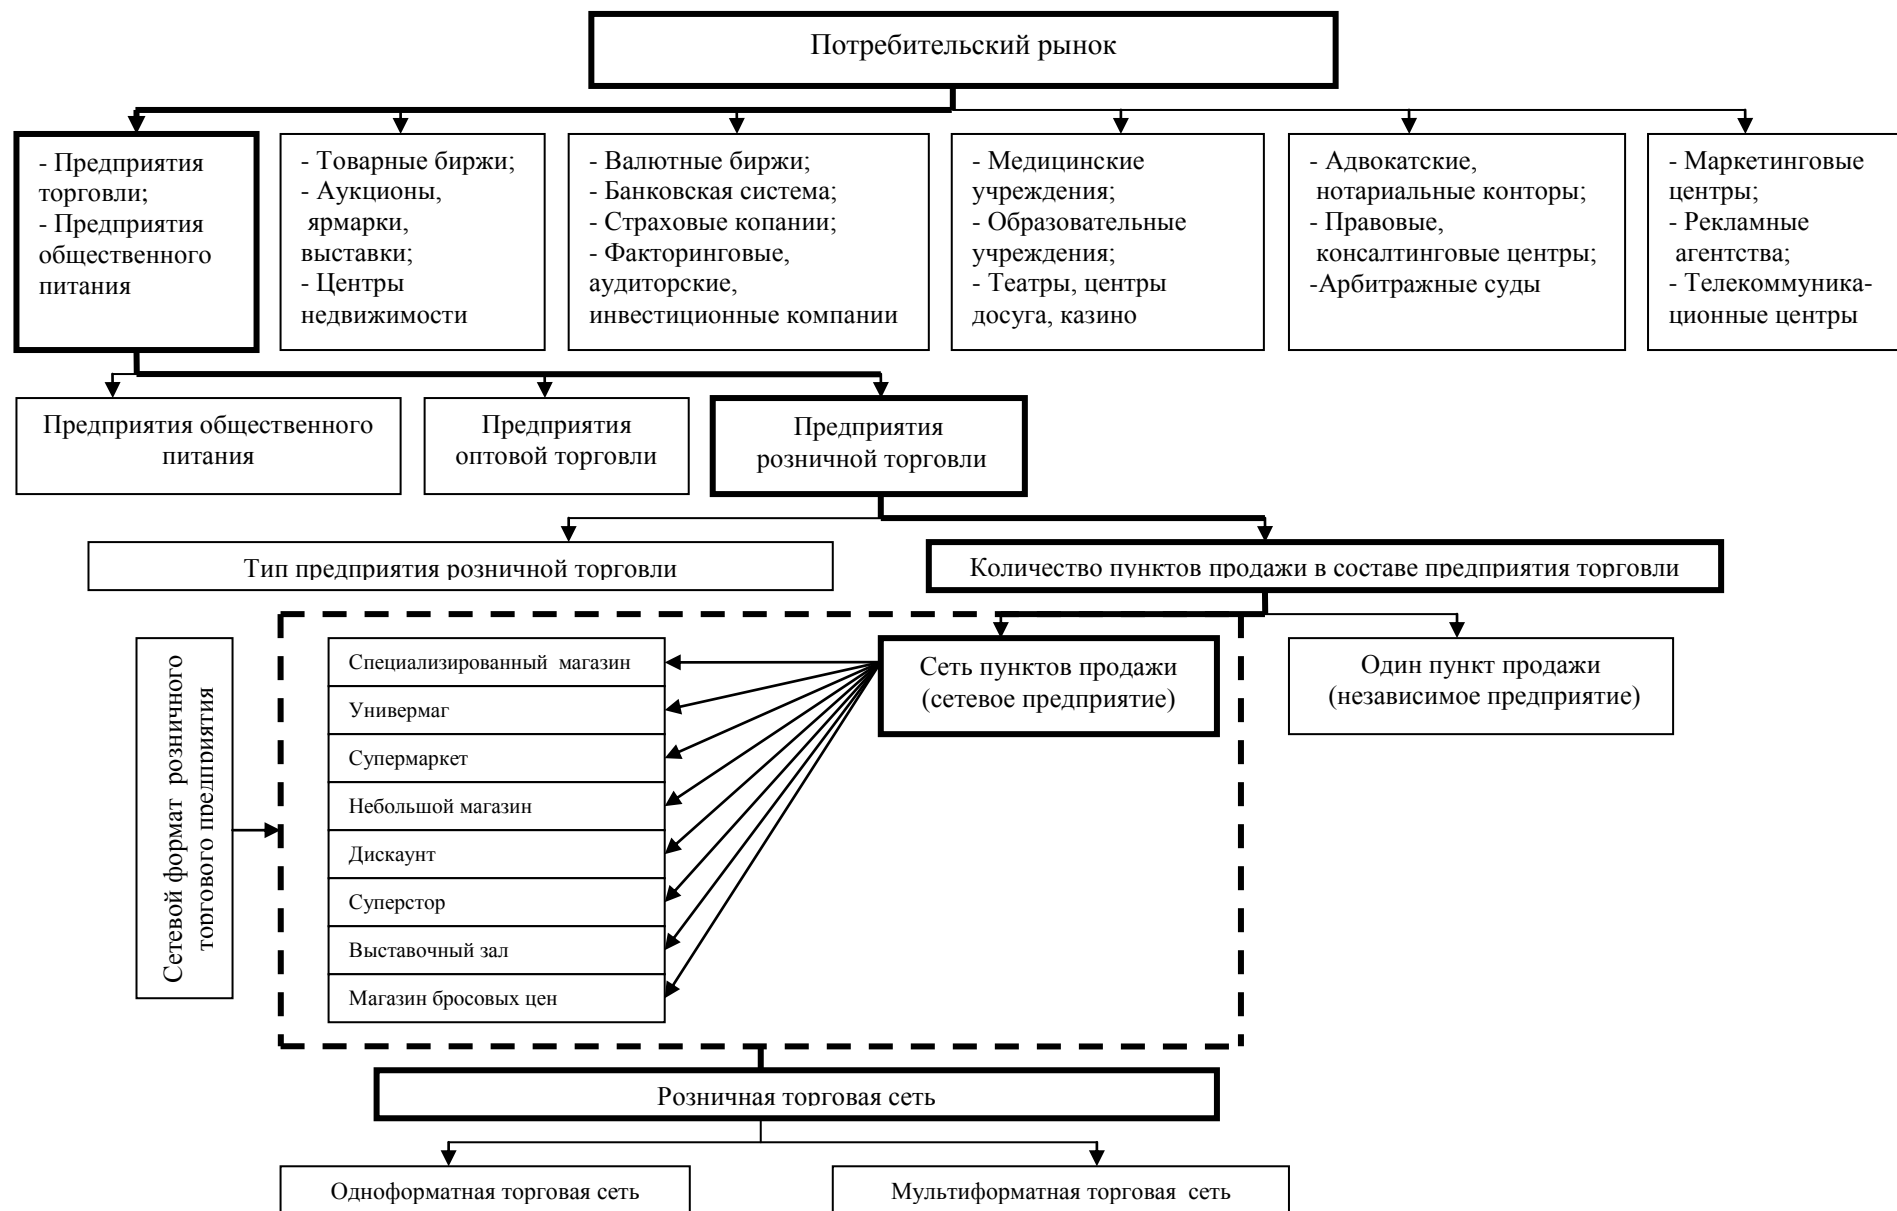 Потребительский рынок
- Предприятия
торговли;
- Предприятия
общественного
питания
- Товарные биржи;
- Аукционы,
ярмарки,
выставки;
- Центры
недвижимости
- Валютные биржи;
- Банковская система;
- Страховые копании;
- Факторинговые,
аудиторские,
инвестиционные компании
- Медицинские
учреждения;
- Образовательные
учреждения;
- Театры, центры
досуга, казино
- Адвокатские,
нотариальные конторы;
- Правовые,
консалтинговые центры;
-Арбитражные суды
- Маркетинговые
центры;
- Рекламные
агентства;
- Телекоммуника-
ционные центры
Предприятия общественного
питания
Предприятия
оптовой торговли
Предприятия
розничной торговли
Тип предприятия розничной торговли
Количество пунктов продажи в составе предприятия торговли
Сетевой формат розничного
торгового предприятия
Специализированный магазин
Универмаг
Супермаркет
Небольшой магазин
Дискаунт
Суперстор
Выставочный зал
Магазин бросовых цен
Сеть пунктов продажи
(сетевое предприятие)
Один пункт продажи
(независимое предприятие)
Розничная торговая сеть
Одноформатная торговая сеть
Мультиформатная торговая сеть